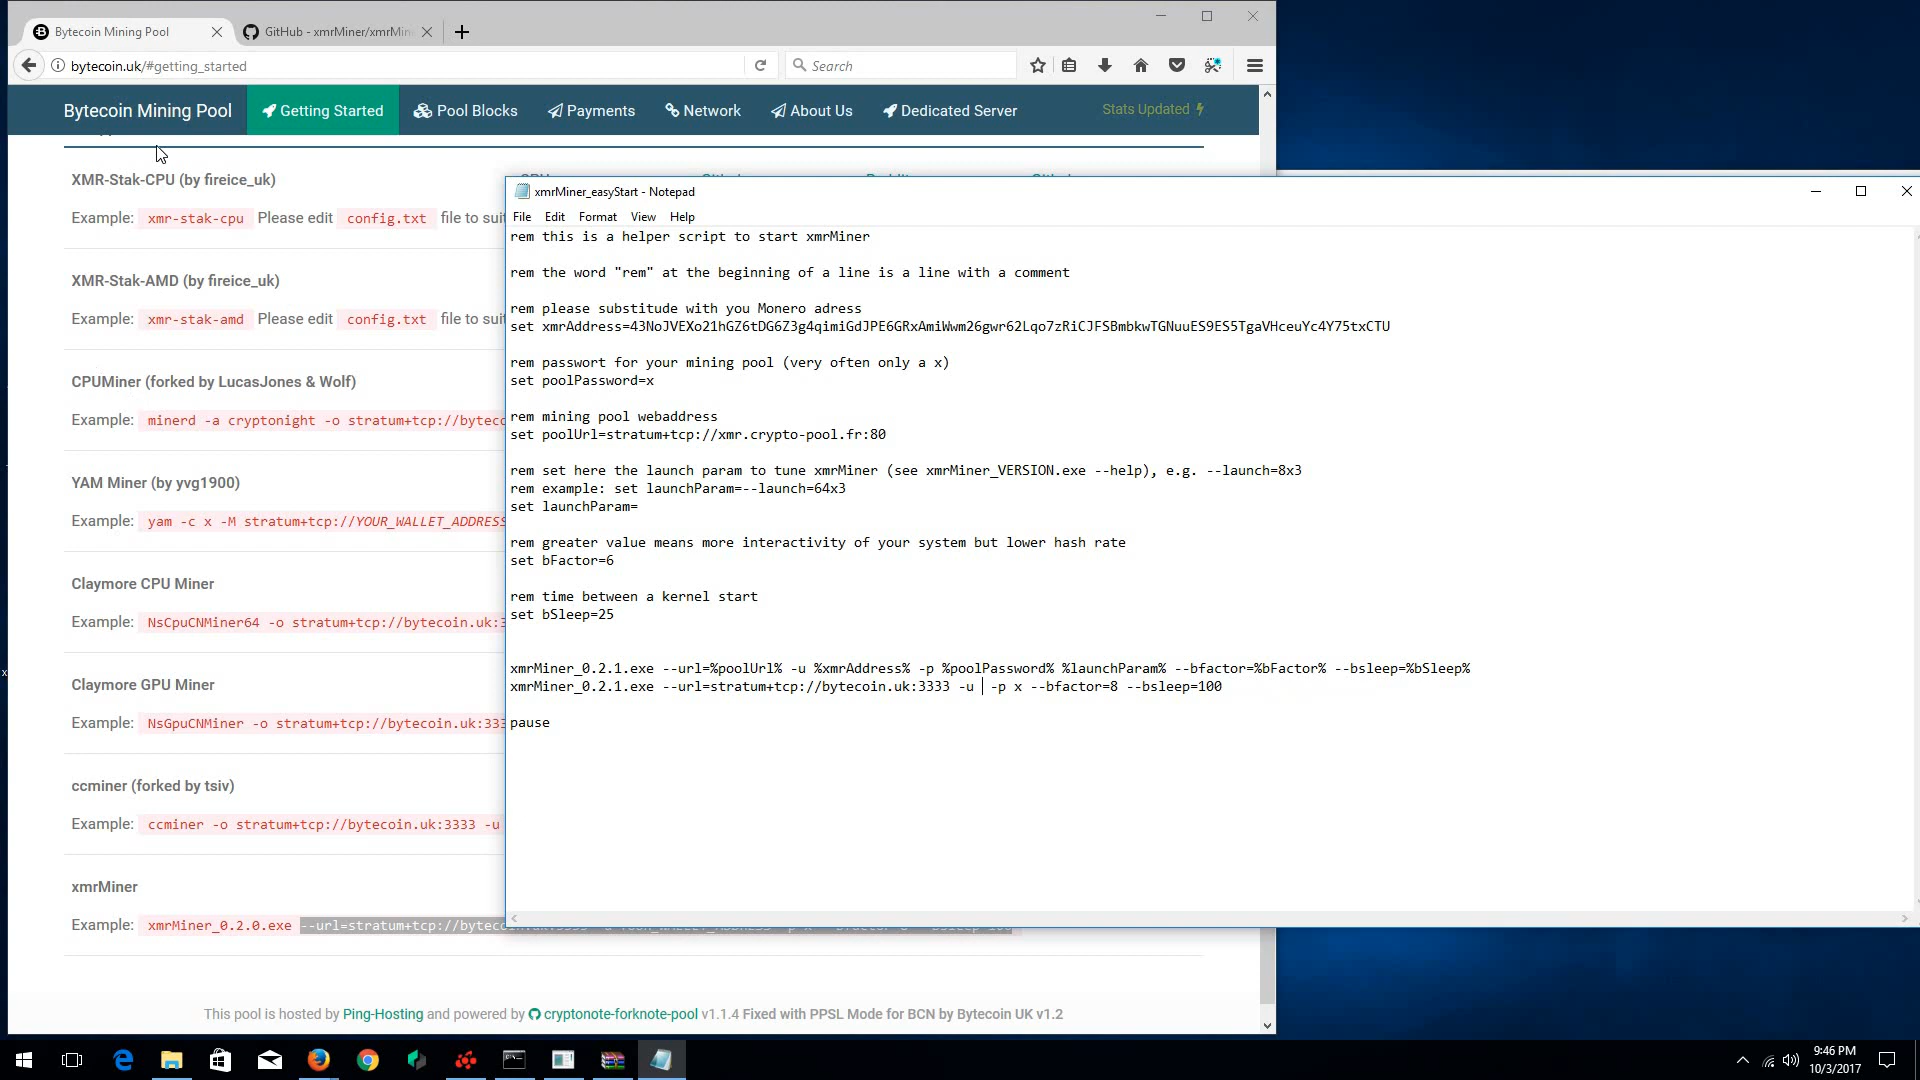 Bytecoin Mining Pool
GitHub - xmrMiner/xmrMin
bytecoin.uk/#getting_started
Search
Bytecoin Mining Pool
Getting Started
Pool Blocks
Payments
Network
About Us
Dedicated Server
Stats Updated
XMR-Stak-CPU (by fireice_uk)
Example: xmr-stak-cpu Please edit config.txt file to suit
XMR-Stak-AMD (by fireice_uk)
Example: xmr-stak-amd Please edit config.txt file to suit
CPUMiner (forked by LucasJones & Wolf)
Example: minerd -a cryptonight -o stratum+tcp://byteco
YAM Miner (by yvg1900)
Example: yam -c x -M stratum+tcp://YOUR_WALLET_ADDRESS
Claymore CPU Miner
Example: NsCpuCNMiner64 -o stratum+tcp://bytecoin.uk:3
Claymore GPU Miner
Example: NsGpuCNMiner -o stratum+tcp://bytecoin.uk:333
ccminer (forked by tsiv)
Example: ccminer -o stratum+tcp://bytecoin.uk:3333 -u
xmrMiner
Example: xmrMiner_0.2.0.exe --url=stratum+tcp://byteco
This pool is hosted by Ping-Hosting and powered by cryptonote-forknote-pool v1.1.4 Fixed with PPSL Mode for BCN by Bytecoin UK v1.2
xmrMiner_easyStart - Notepad
File Edit Format View Help
rem this is a helper script to start xmrMiner
rem the word "rem" at the beginning of a line is a line with a comment
rem please substitude with you Monero adress
set xmrAddress=43NoJVEXo21hGZ6tDG6Z3g4qimiGdJPE6GRxAmiWwm26gwr62Lqo7zRiCJFSBmbkwTGNuuES9ES5TgaVHceuYc4Y75txCTU
rem passwort for your mining pool (very often only a x)
set poolPassword=x
rem mining pool webaddress
set poolUrl=stratum+tcp://xmr.crypto-pool.fr:80
rem set here the launch param to tune xmrMiner (see xmrMiner_VERSION.exe --help), e.g. --launch=8x3
rem example: set launchParam=--launch=64x3
set launchParam=
rem greater value means more interactivity of your system but lower hash rate
set bFactor=6
rem time between a kernel start
set bSleep=25
xmrMiner_0.2.1.exe --url=%poolUrl% -u %xmrAddress% -p %poolPassword% %launchParam% --bfactor=%bFactor% --bsleep=%bSleep%
xmrMiner_0.2.1.exe --url=stratum+tcp://bytecoin.uk:3333 -u -p x --bfactor=8 --bsleep=100
pause
9:46 PM
10/3/2017